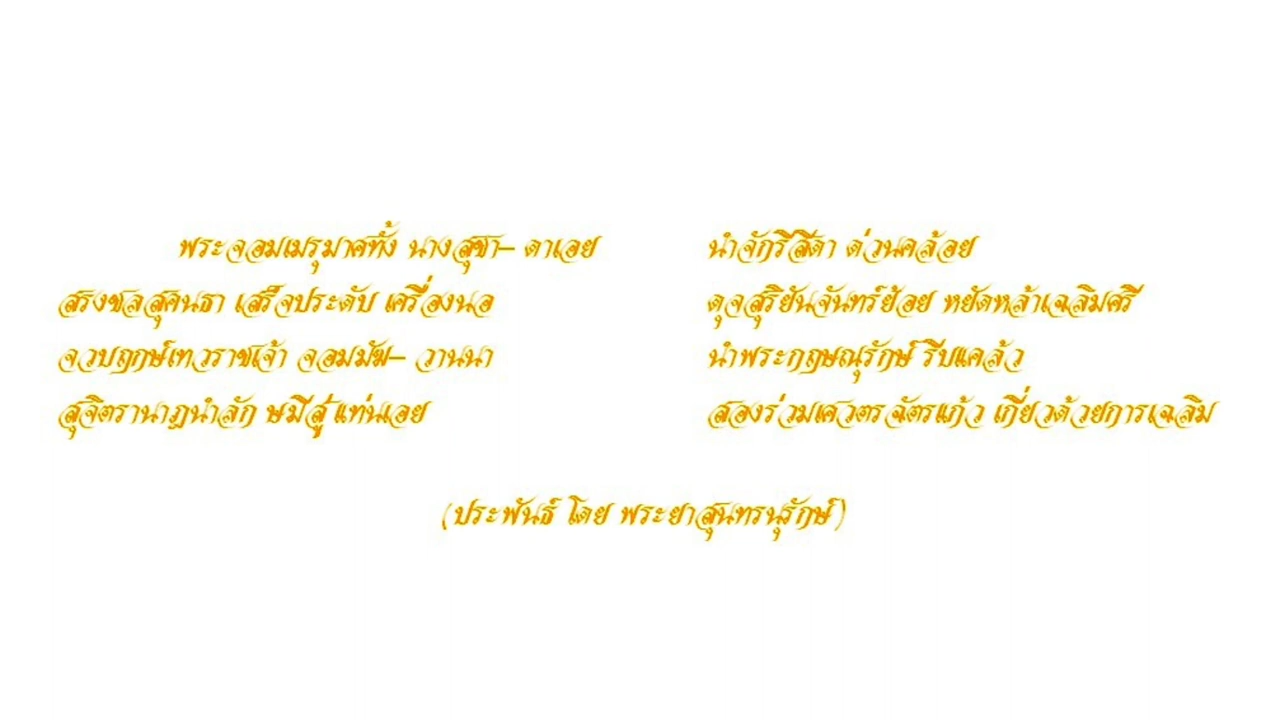 พระจอมเมรุมาศทั้ง นางสุชา– ดาเอย นำจักรีลีดา ด่วนคล้อย
สรงชลสุคนธา เสร็จประดับ เครื่องนอ ดุจสุริยันจันทร์ย้อย หยัดหล้าเฉลิมศรี
จวบฤกษ์เทวราชเจ้า จอมมัฆ– วานนา นำพระกฤษณุรักษ์ รีบแคล้ว
สุจิตรานาฏนำลัก ษมีสู่ แท่นเอย สองร่วมเศวตรฉัตรแก้ว เกี่ยวด้วยการเฉลิม
(ประพันธ์ โดย พระยาสุนทรนุรักษ์)